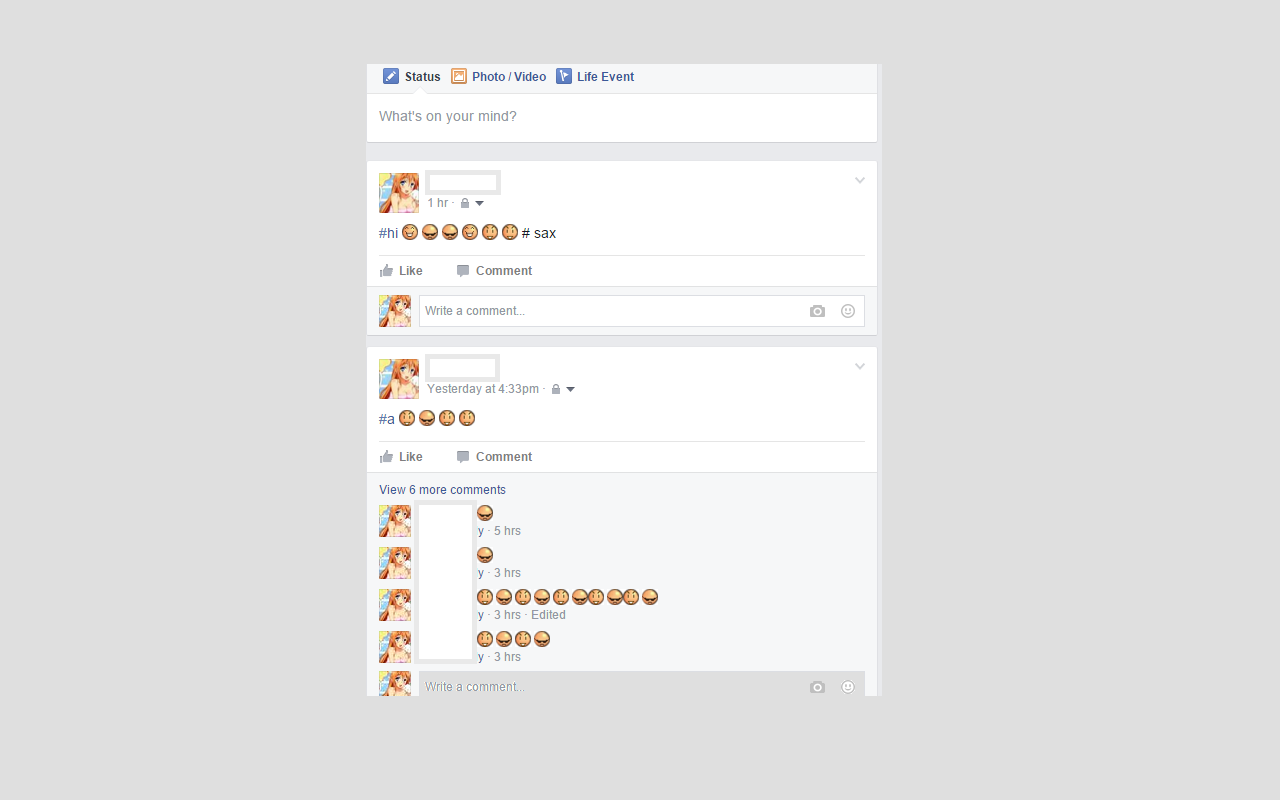 Status Photo / Video Life Event
What's on your mind?
1 hr ·
#hi # sax
Like Comment
Write a comment...
Yesterday at 4:33pm ·
#a
Like Comment
View 6 more comments
y · 5 hrs
y · 3 hrs
y · 3 hrs · Edited
y · 3 hrs
Write a comment...